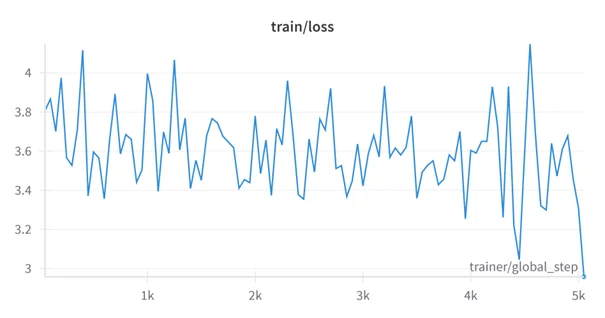 train/loss
4
3.8
3.6
3.4
3.2
3
trainer/global_step
1k
2k
3k
4k
5k